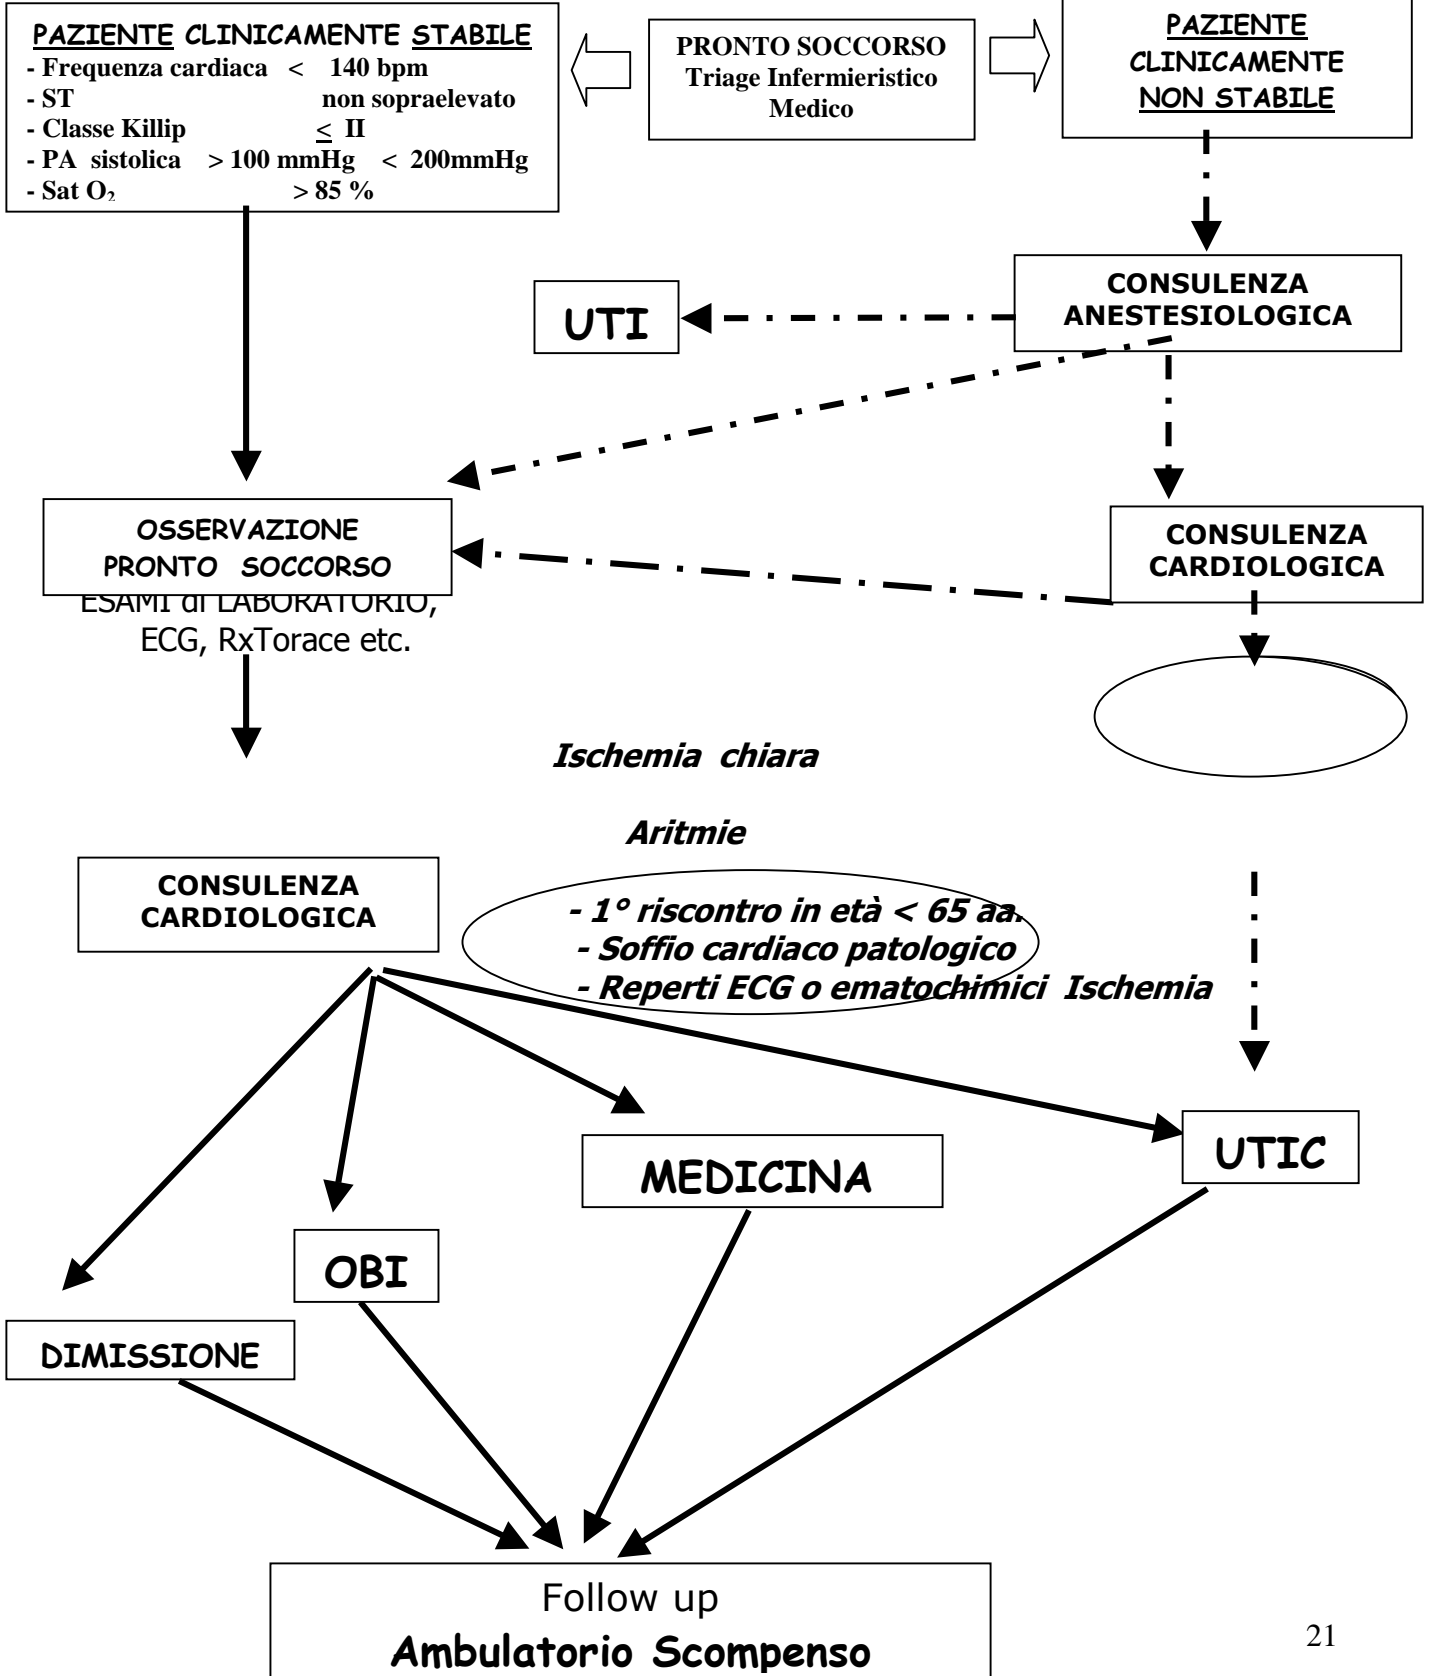 PAZIENTE CLINICAMENTE STABILE
- Frequenza cardiaca < 140 bpm
- ST non sopraelevato
- Classe Killip ≤ II
- PA sistolica > 100 mmHg < 200mmHg
- Sat O₂ > 85 %
PRONTO SOCCORSO
Triage Infermieristico
Medico
PAZIENTE
CLINICAMENTE
NON STABILE
CONSULENZA
ANESTESIOLOGICA
UTI
OSSERVAZIONE
PRONTO SOCCORSO
ESAMI di LABORATORIO,
ECG, RxTorace etc.
CONSULENZA
CARDIOLOGICA
Ischemia chiara
Aritmie
CONSULENZA
CARDIOLOGICA
- 1° riscontro in età < 65 aa.
- Soffio cardiaco patologico
- Reperti ECG o ematochimici Ischemia
UTIC
MEDICINA
OBI
DIMISSIONE
Follow up
Ambulatorio Scompenso
21